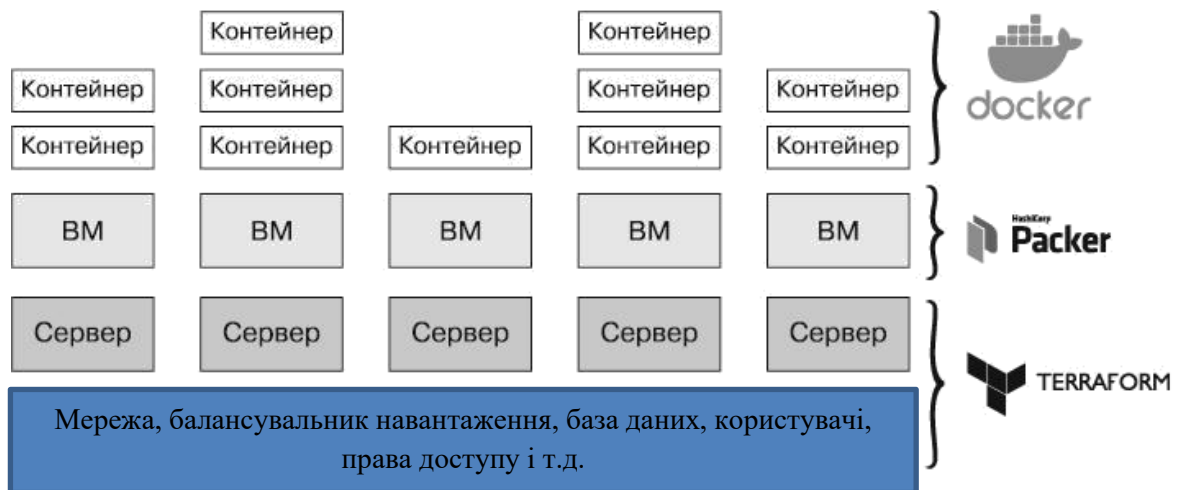 Контейнер Контейнер
Контейнер Контейнер Контейнер Контейнер
Контейнер Контейнер Контейнер Контейнер Контейнер
docker
ВМ ВМ ВМ ВМ ВМ
HashiCorp
Packer
Сервер Сервер Сервер Сервер Сервер
TERRAFORM
Мережа, балансувальник навантаження, база даних, користувачі,
права доступу і т.д.